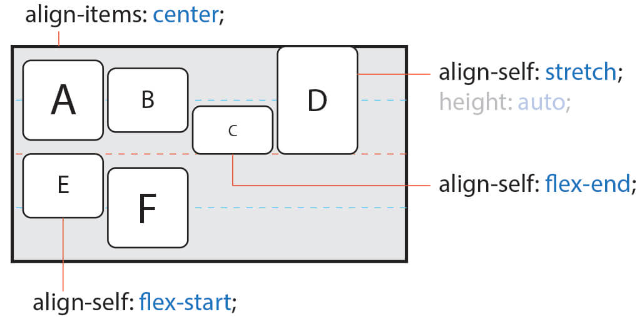 align-items: center;
A
B
C
D
align-self: stretch;
height: auto;
E
F
align-self: flex-end;
align-self: flex-start;